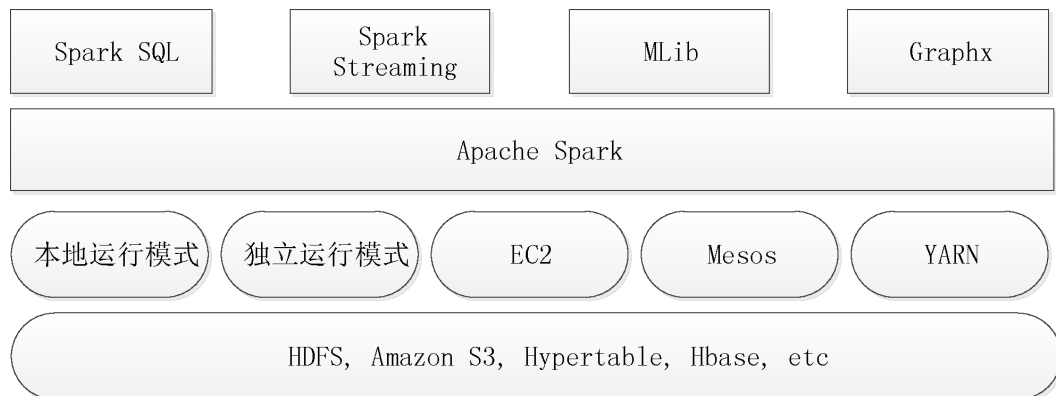 Spark SQL
Spark
Streaming
MLib
Graphx
Apache Spark
本地运行模式
独立运行模式
EC2
Mesos
YARN
HDFS, Amazon S3, Hypertable, Hbase, etc